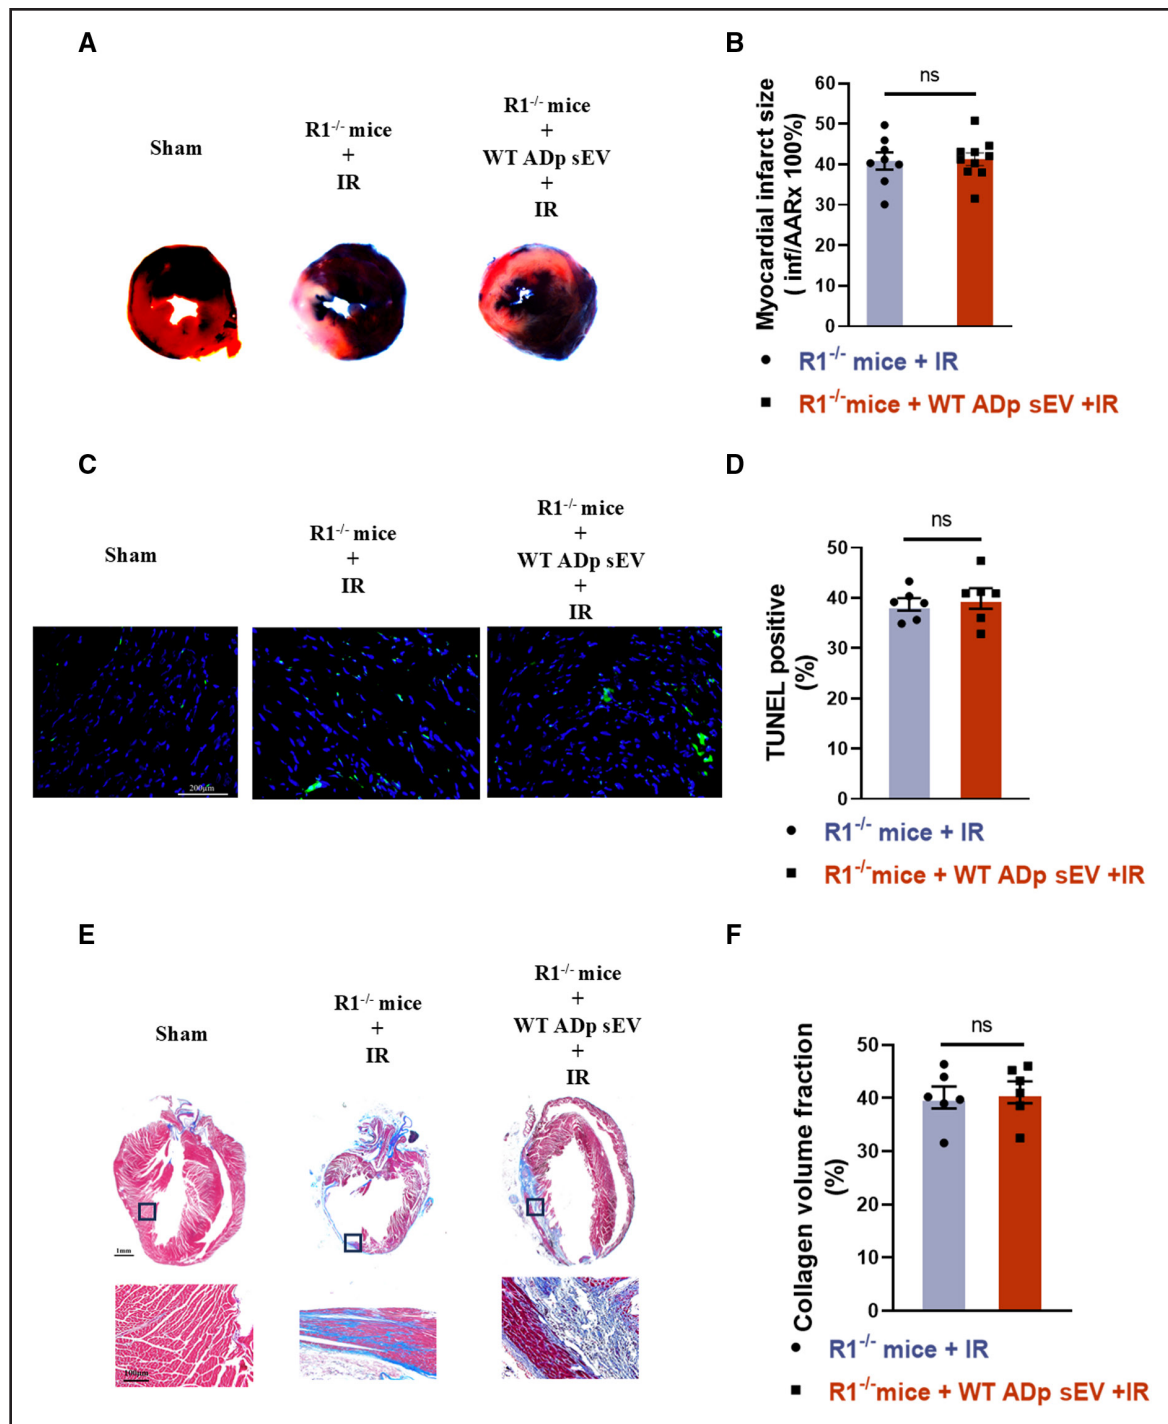 A
Sham
R1-/- mice
+
IR
R1-/- mice
+
WT ADp sEV
+
IR
B
Myocardial infarct size
( inf/AARx 100%)
60
50
40
30
20
10
0
ns
R1-/- mice + IR
R1-/-mice + WT ADp sEV +IR
C
Sham
R1-/- mice
+
IR
R1-/- mice
+
WT ADp sEV
+
IR
200μm
D
TUNEL positive
(%)
50
40
30
20
10
0
ns
R1-/- mice + IR
R1-/-mice + WT ADp sEV +IR
E
Sham
R1-/- mice
+
IR
R1-/- mice
+
WT ADp sEV
+
IR
1mm
100μm
F
Collagen volume fraction
(%)
50
40
30
20
10
0
ns
R1-/- mice + IR
R1-/-mice + WT ADp sEV +IR